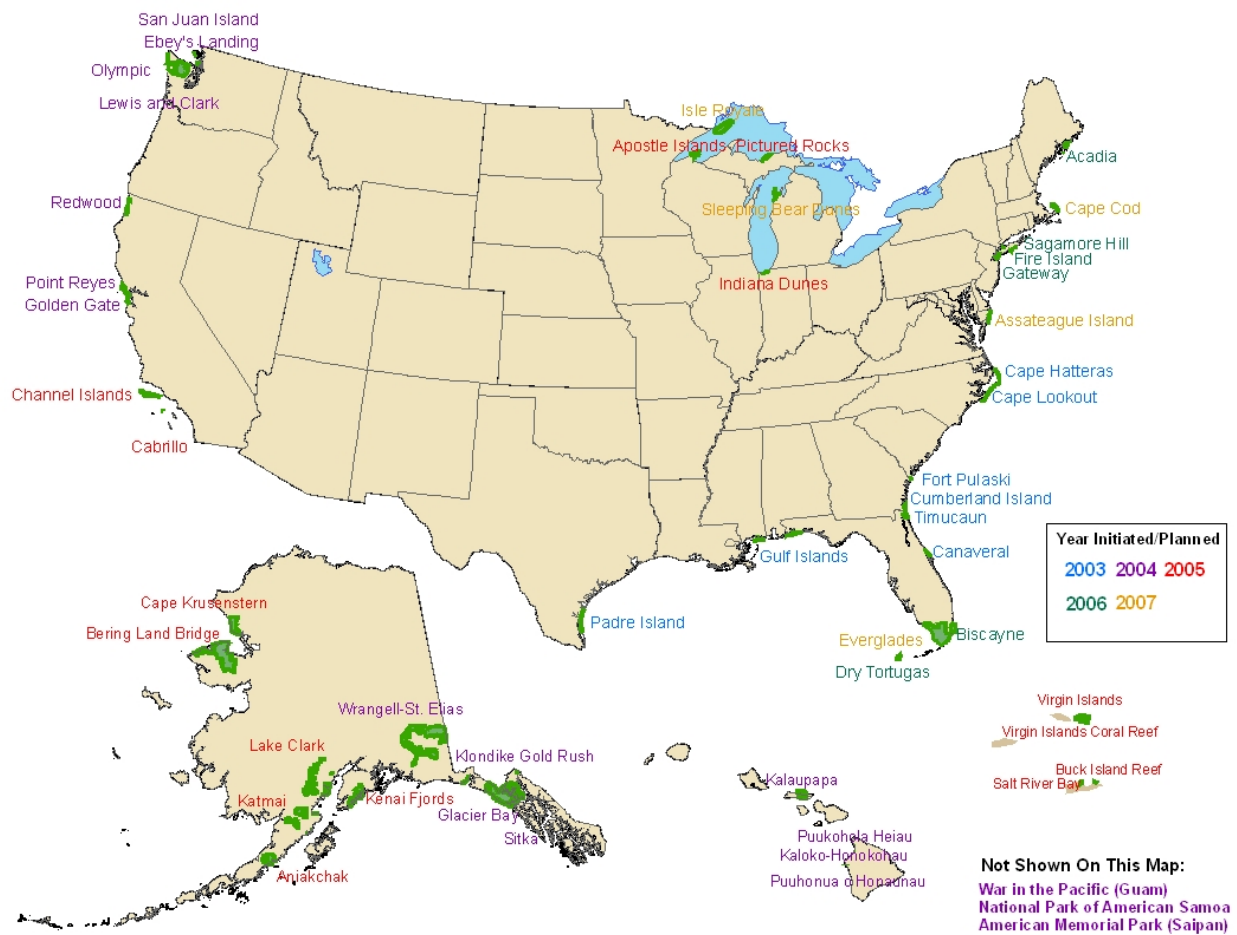 San Juan Island
Ebey's Landing
Olympic
Lewis and Clark
Isle Royale
Apostle Islands
Pictured Rocks
Acadia
Redwood
Sleeping Bear Dunes
Cape Cod
Sagamore Hill
Fire Island
Gateway
Point Reyes
Golden Gate
Indiana Dunes
Assateague Island
Cape Hatteras
Cape Lookout
Channel Islands
Cabrillo
Fort Pulaski
Cumberland Island
Timucaun
Canaveral
Gulf Islands
Padre Island
Everglades
Biscayne
Dry Tortugas
Year Initiated/Planned
2003 2004 2005
2006 2007
Cape Krusenstern
Bering Land Bridge
Wrangell-St. Elias
Lake Clark
Klondike Gold Rush
Katmai
Kenai Fjords
Glacier Bay
Sitka
Aniakchak
Kalaupapa
Puukohola Heiau
Kaloko-Honokohau
Puuhonua o Honaunau
Virgin Islands
Virgin Islands Coral Reef
Buck Island Reef
Salt River Bay
Not Shown On This Map:
War in the Pacific (Guam)
National Park of American Samoa
American Memorial Park (Saipan)